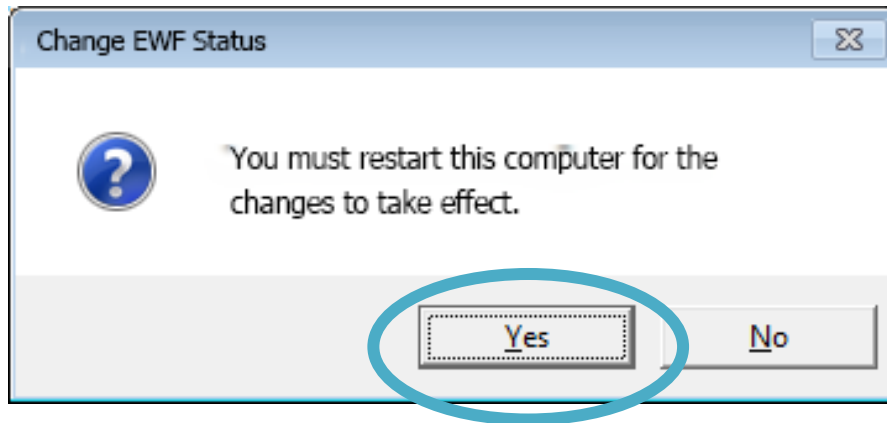 Change EWF Status
You must restart this computer for the
changes to take effect.
Yes
No